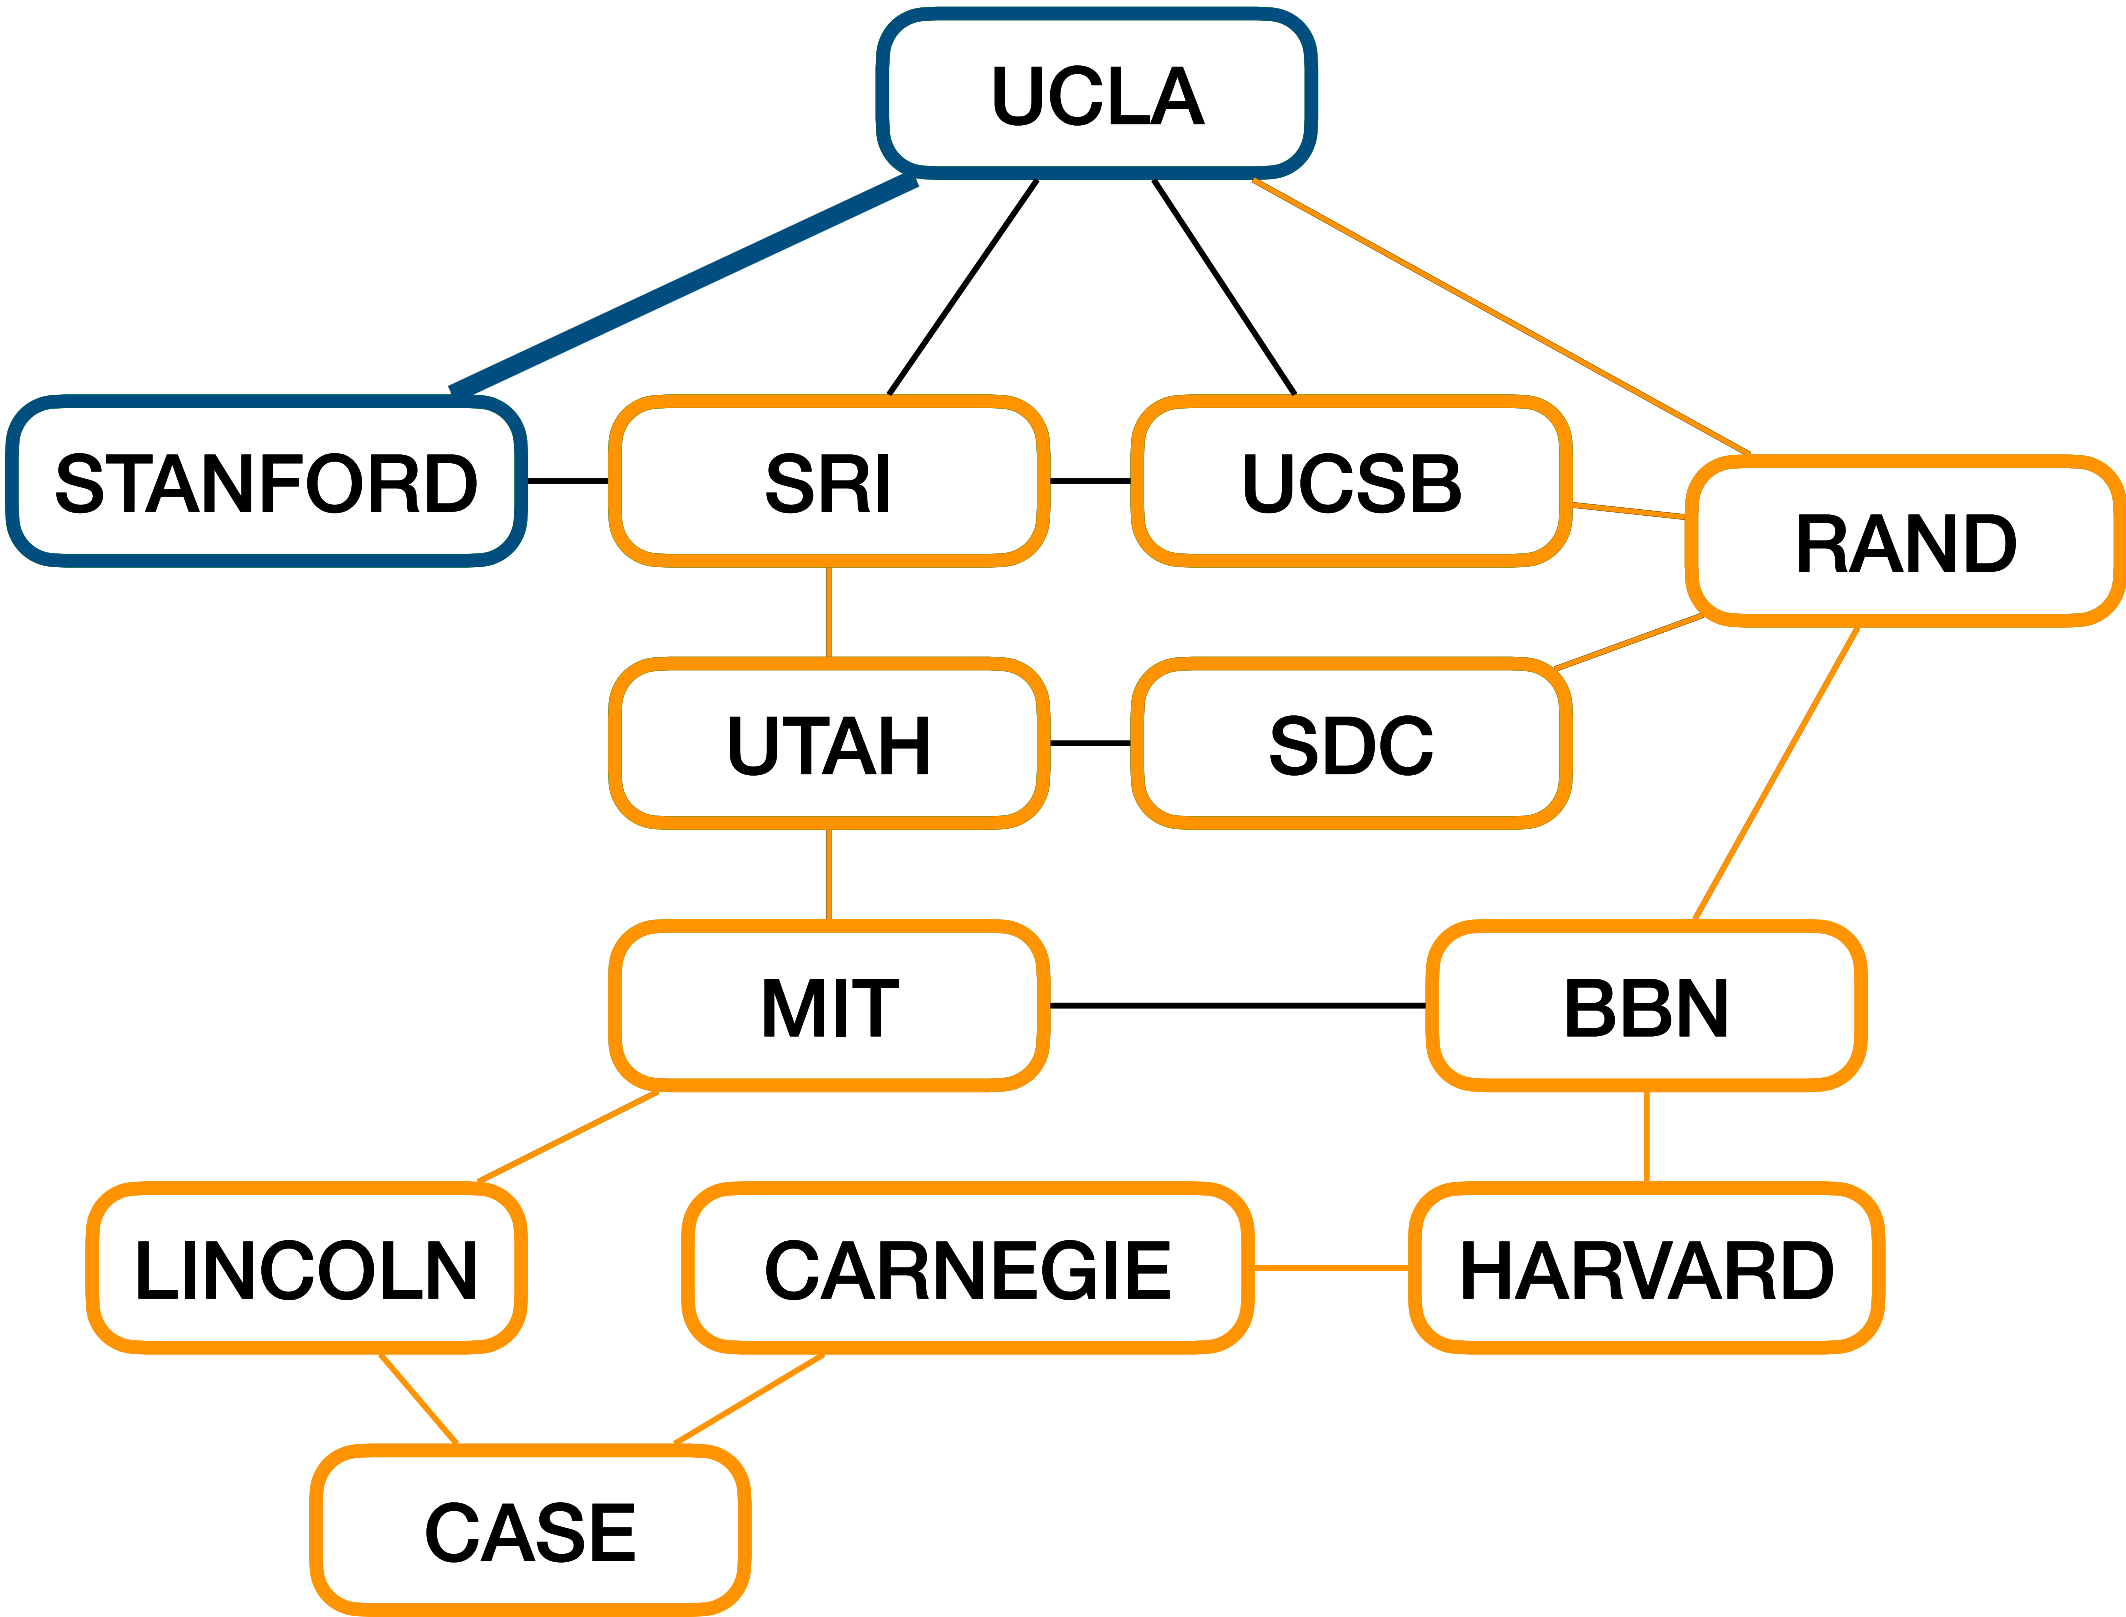 UCLA
STANFORD
SRI
UCSB
RAND
UTAH
SDC
MIT
BBN
LINCOLN
CARNEGIE
HARVARD
CASE